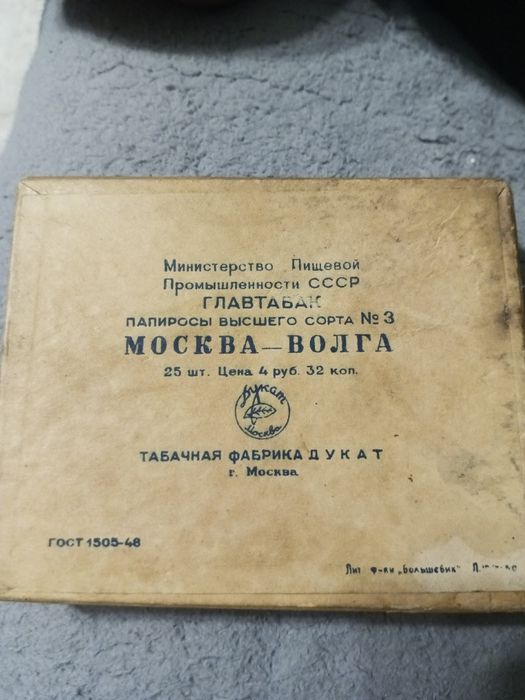 Министерство Пищевой
Промышленности СССР
ГЛАВТАБАК
ПАПИРОСЫ ВЫСШЕГО СОРТА № 3
МОСКВА—ВОЛГА
25 шт. Цена 4 руб. 32 коп.
Дукат
Москва
ТАБАЧНАЯ ФАБРИКА ДУКАТ
г. Москва
ГОСТ 1505-48
Лит ф-ки „Большевик"